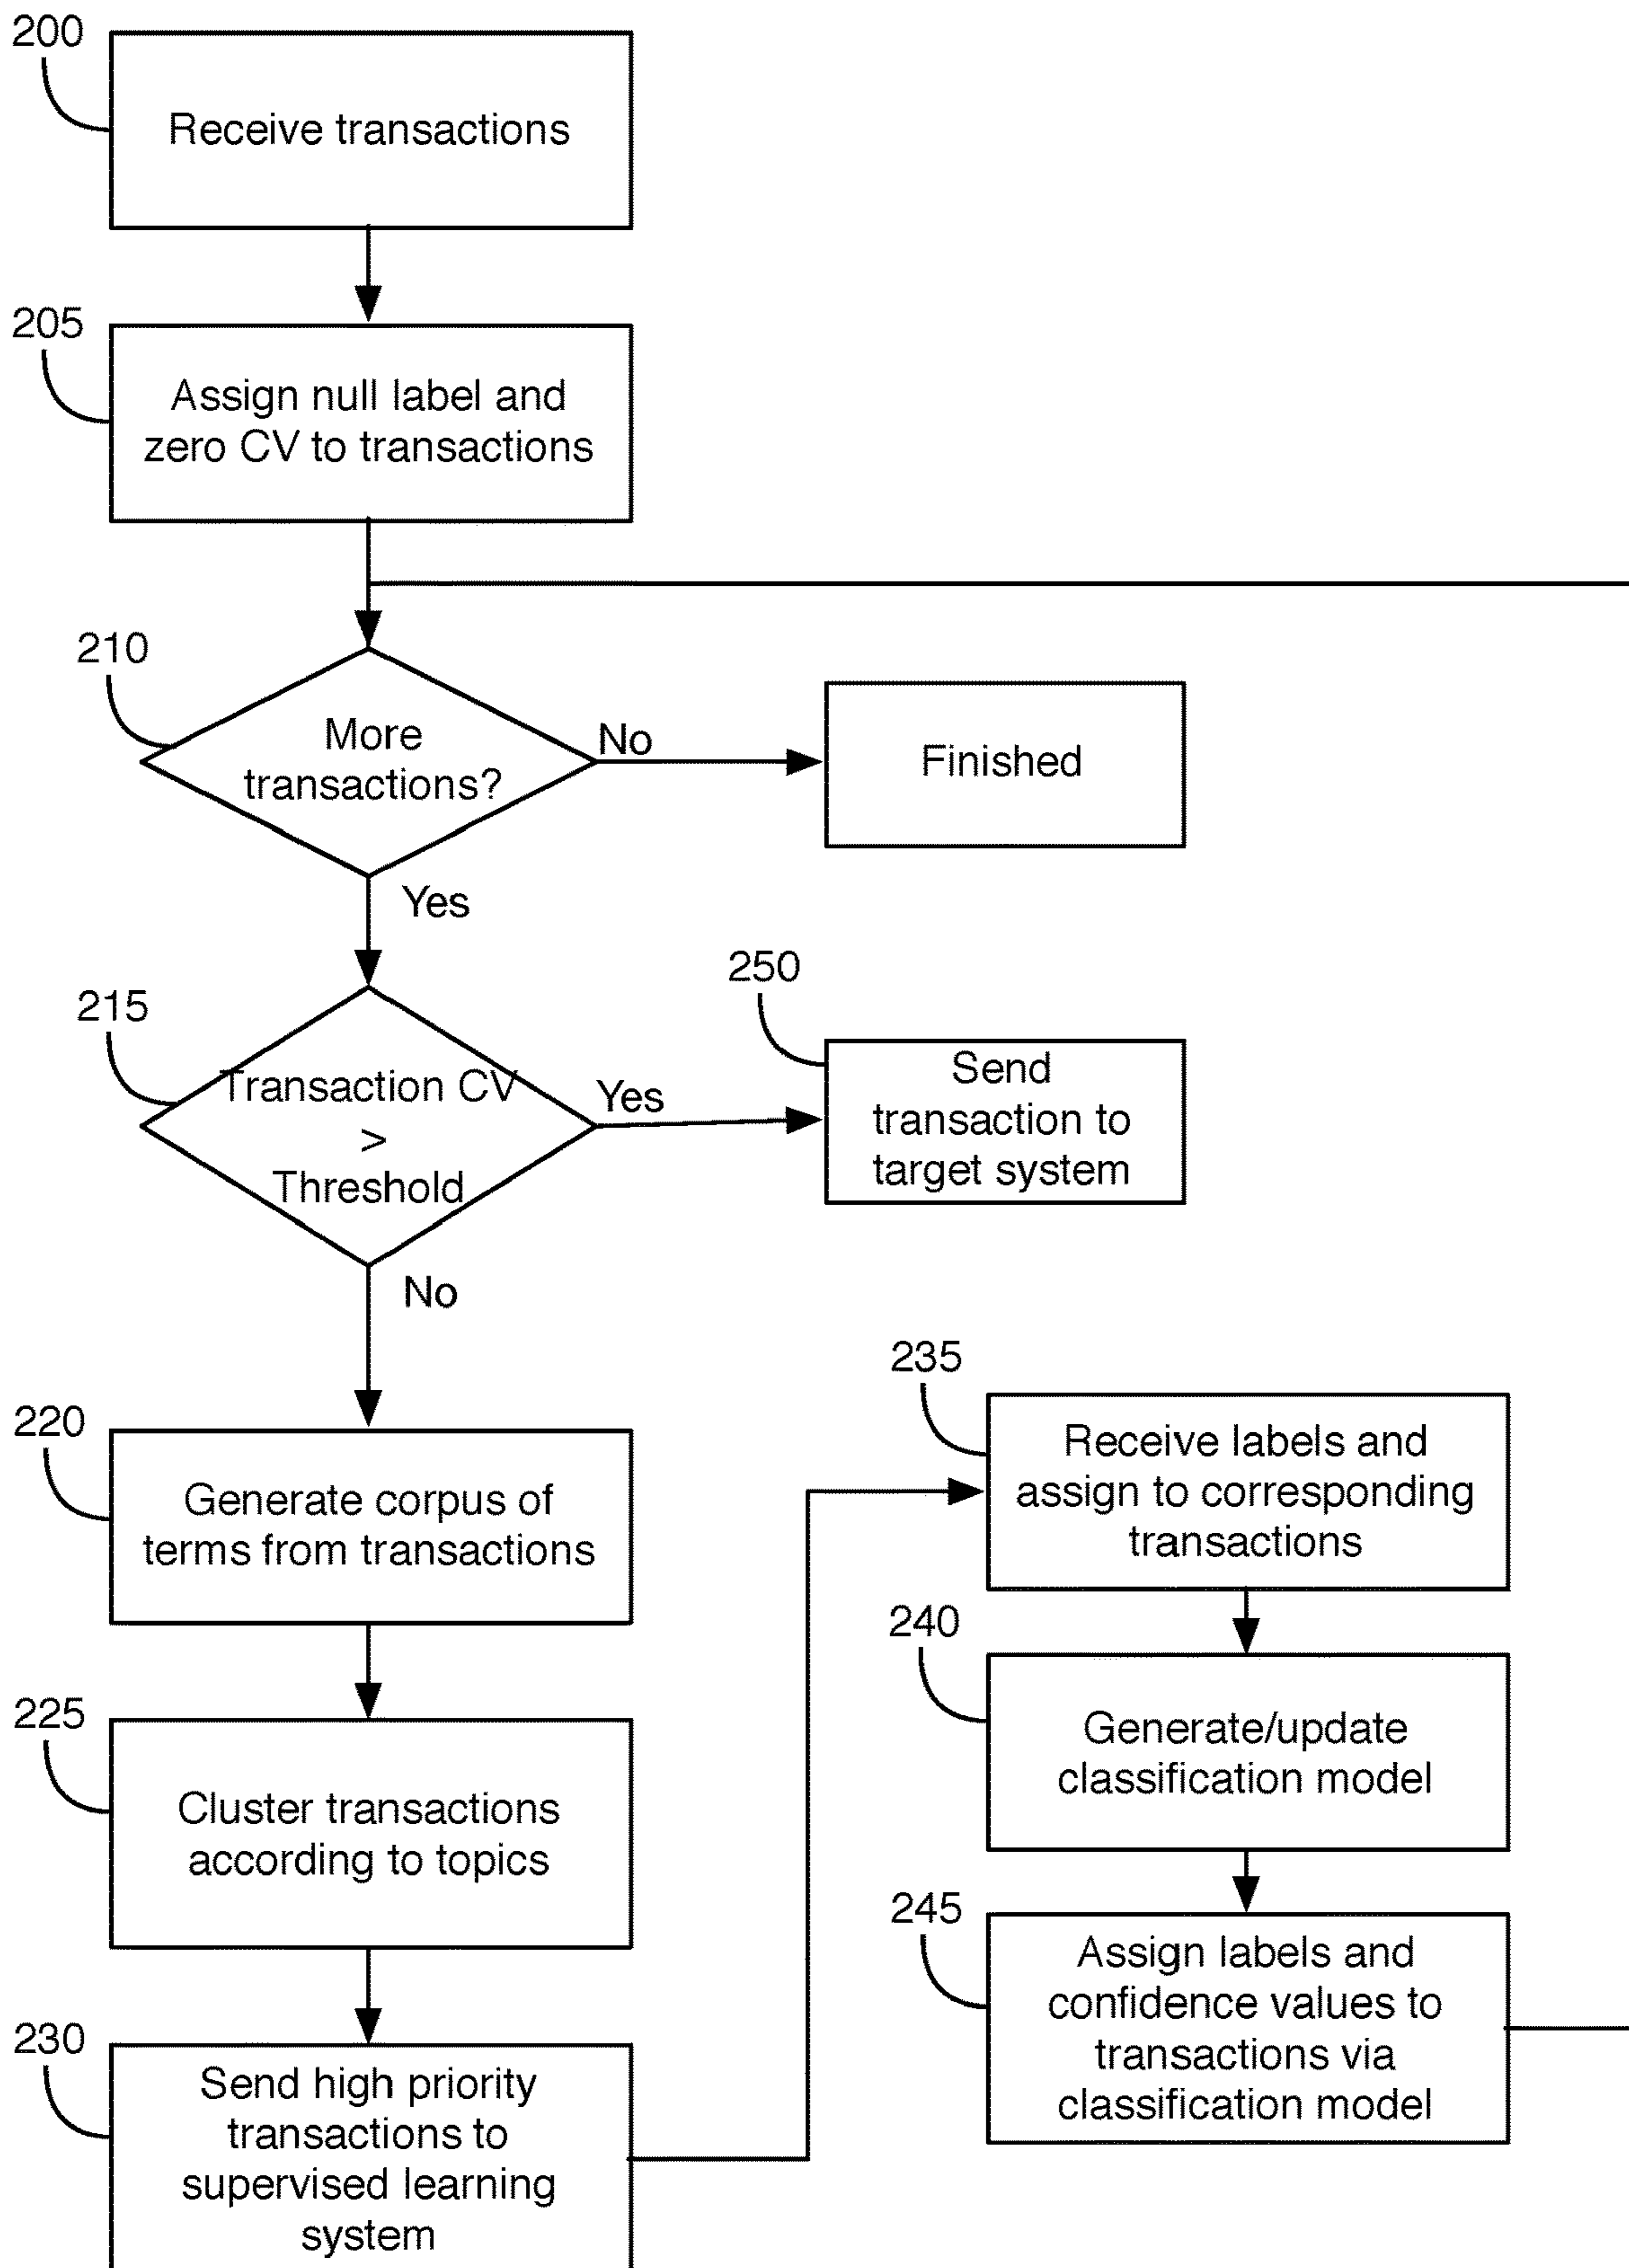 200
Receive transactions
205
Assign null label and
zero CV to transactions
210
More
transactions?
No
Finished
Yes
215
Transaction CV
>
Threshold
Yes
250
Send
transaction to
target system
No
220
Generate corpus of
terms from transactions
225
Cluster transactions
according to topics
230
Send high priority
transactions to
supervised learning
system
235
Receive labels and
assign to corresponding
transactions
240
Generate/update
classification model
245
Assign labels and
confidence values to
transactions via
classification model